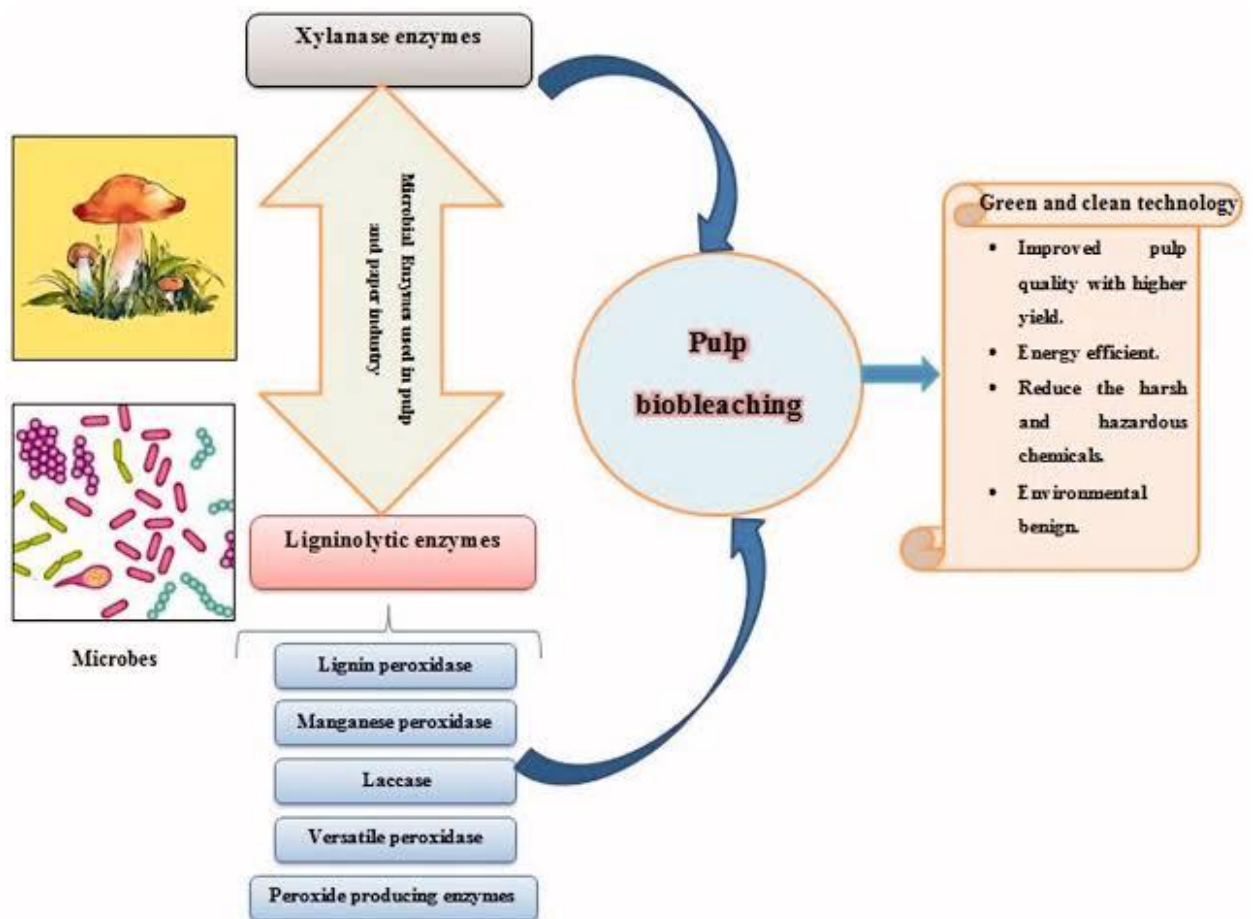 Xylanase enzymes
Microbial Enzymes used in pulp
and paper industry
Ligninolytic enzymes
Microbes
Lignin peroxidase
Manganese peroxidase
Laccase
Versatile peroxidase
Peroxide producing enzymes
Pulp
biobleaching
Green and clean technology
• Improved pulp
quality with higher
yield.
• Energy efficient.
• Reduce the harsh
and hazardous
chemicals.
• Environmental
benign.